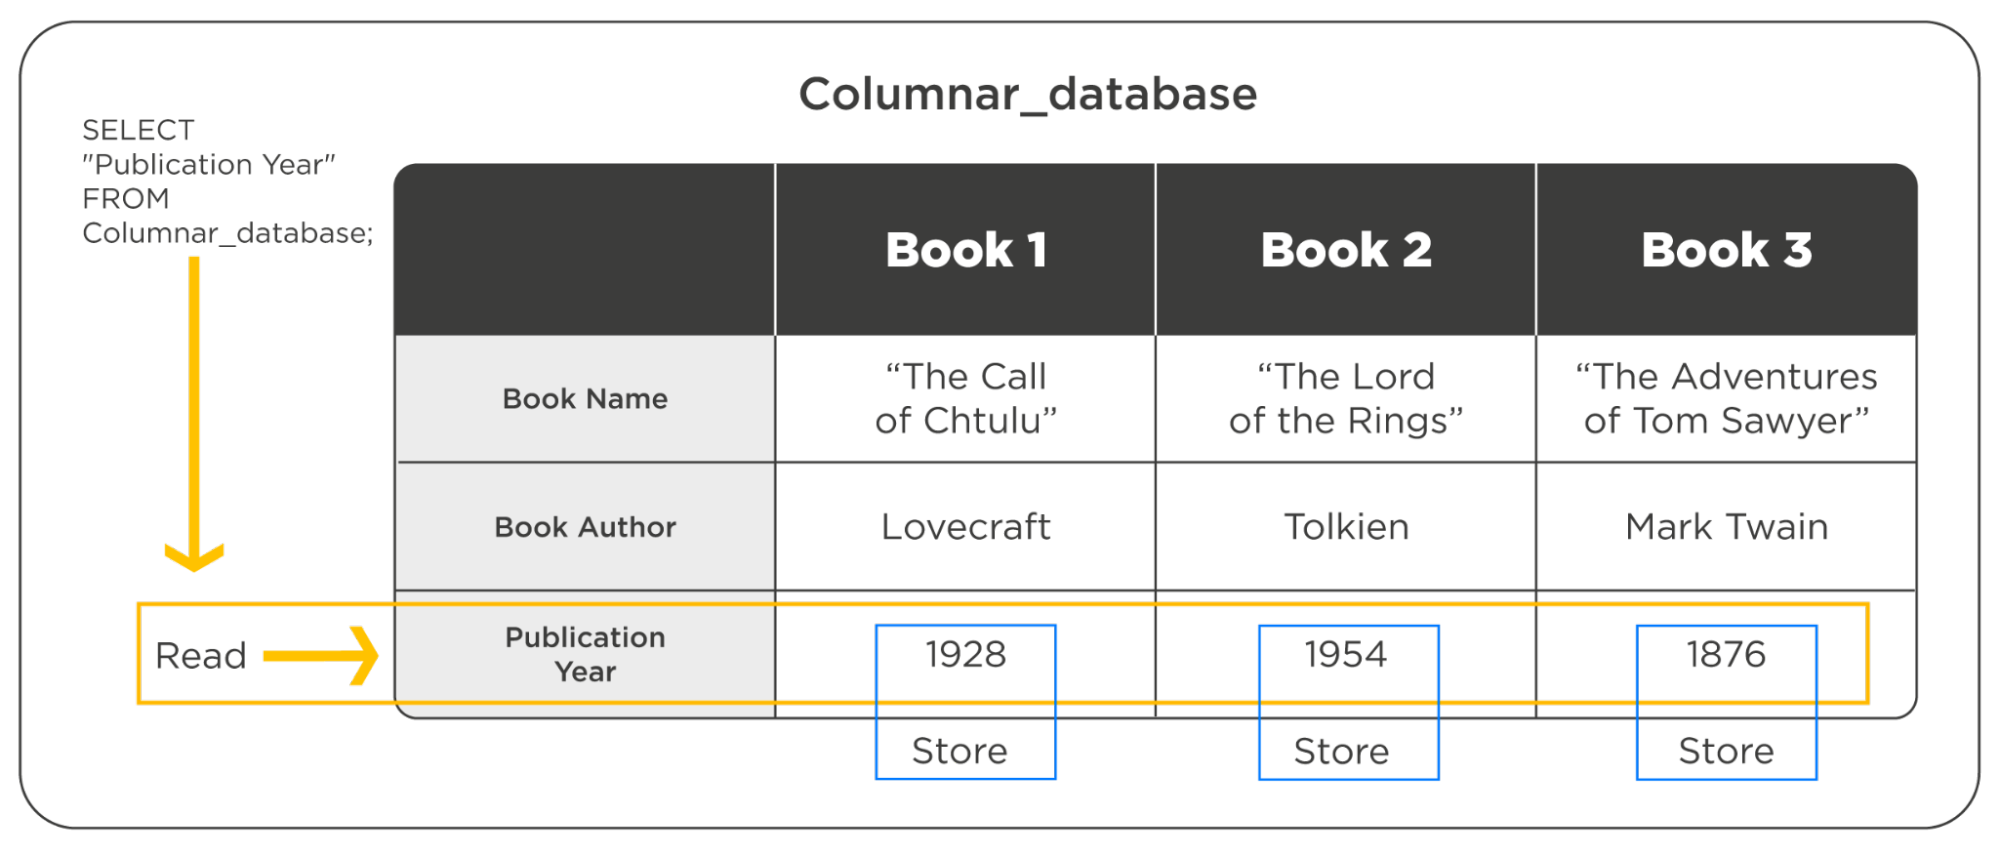 Columnar_database
SELECT
"Publication Year"
FROM
Columnar_database;
Book 1
Book 2
Book 3
Book Name
“The Call
of Chtulu”
“The Lord
of the Rings”
“The Adventures
of Tom Sawyer”
Book Author
Lovecraft
Tolkien
Mark Twain
Read
Publication
Year
1928
1954
1876
Store
Store
Store